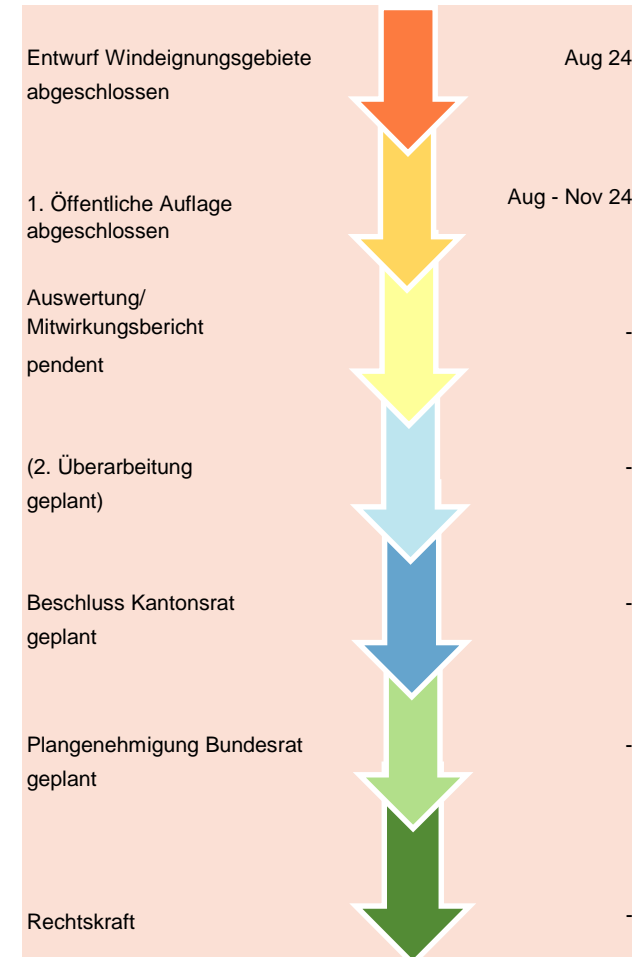 Entwurf Windeignungsgebiete Aug 24
abgeschlossen
1. Öffentliche Auflage Aug - Nov 24
abgeschlossen
Auswertung/
Mitwirkungsbericht -
pendent
(2. Überarbeitung -
geplant)
Beschluss Kantonsrat -
geplant
Plangenehmigung Bundesrat -
geplant
Rechtskraft -